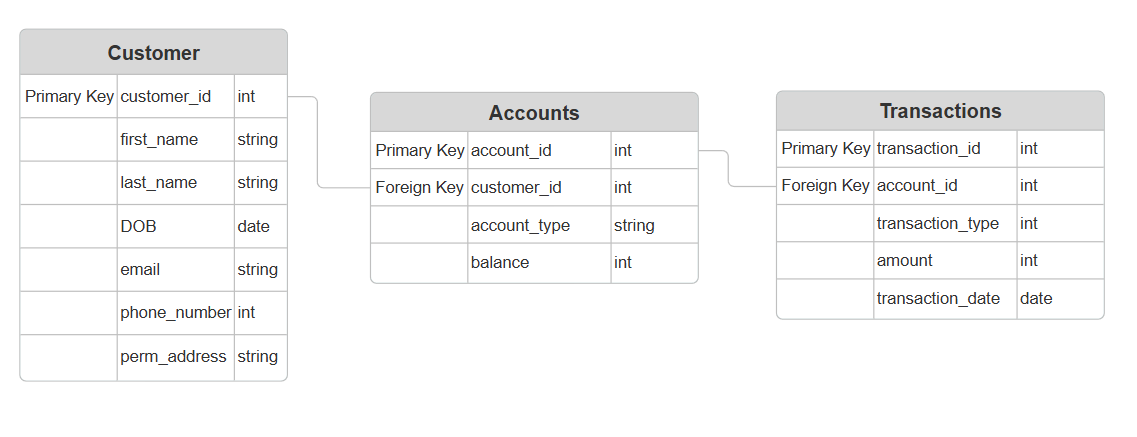 Customer
Primary Key customer_id int
first_name string
last_name string
DOB date
email string
phone_number int
perm_address string
Accounts
Primary Key account_id int
Foreign Key customer_id int
account_type string
balance int
Transactions
Primary Key transaction_id int
Foreign Key account_id int
transaction_type int
amount int
transaction_date date